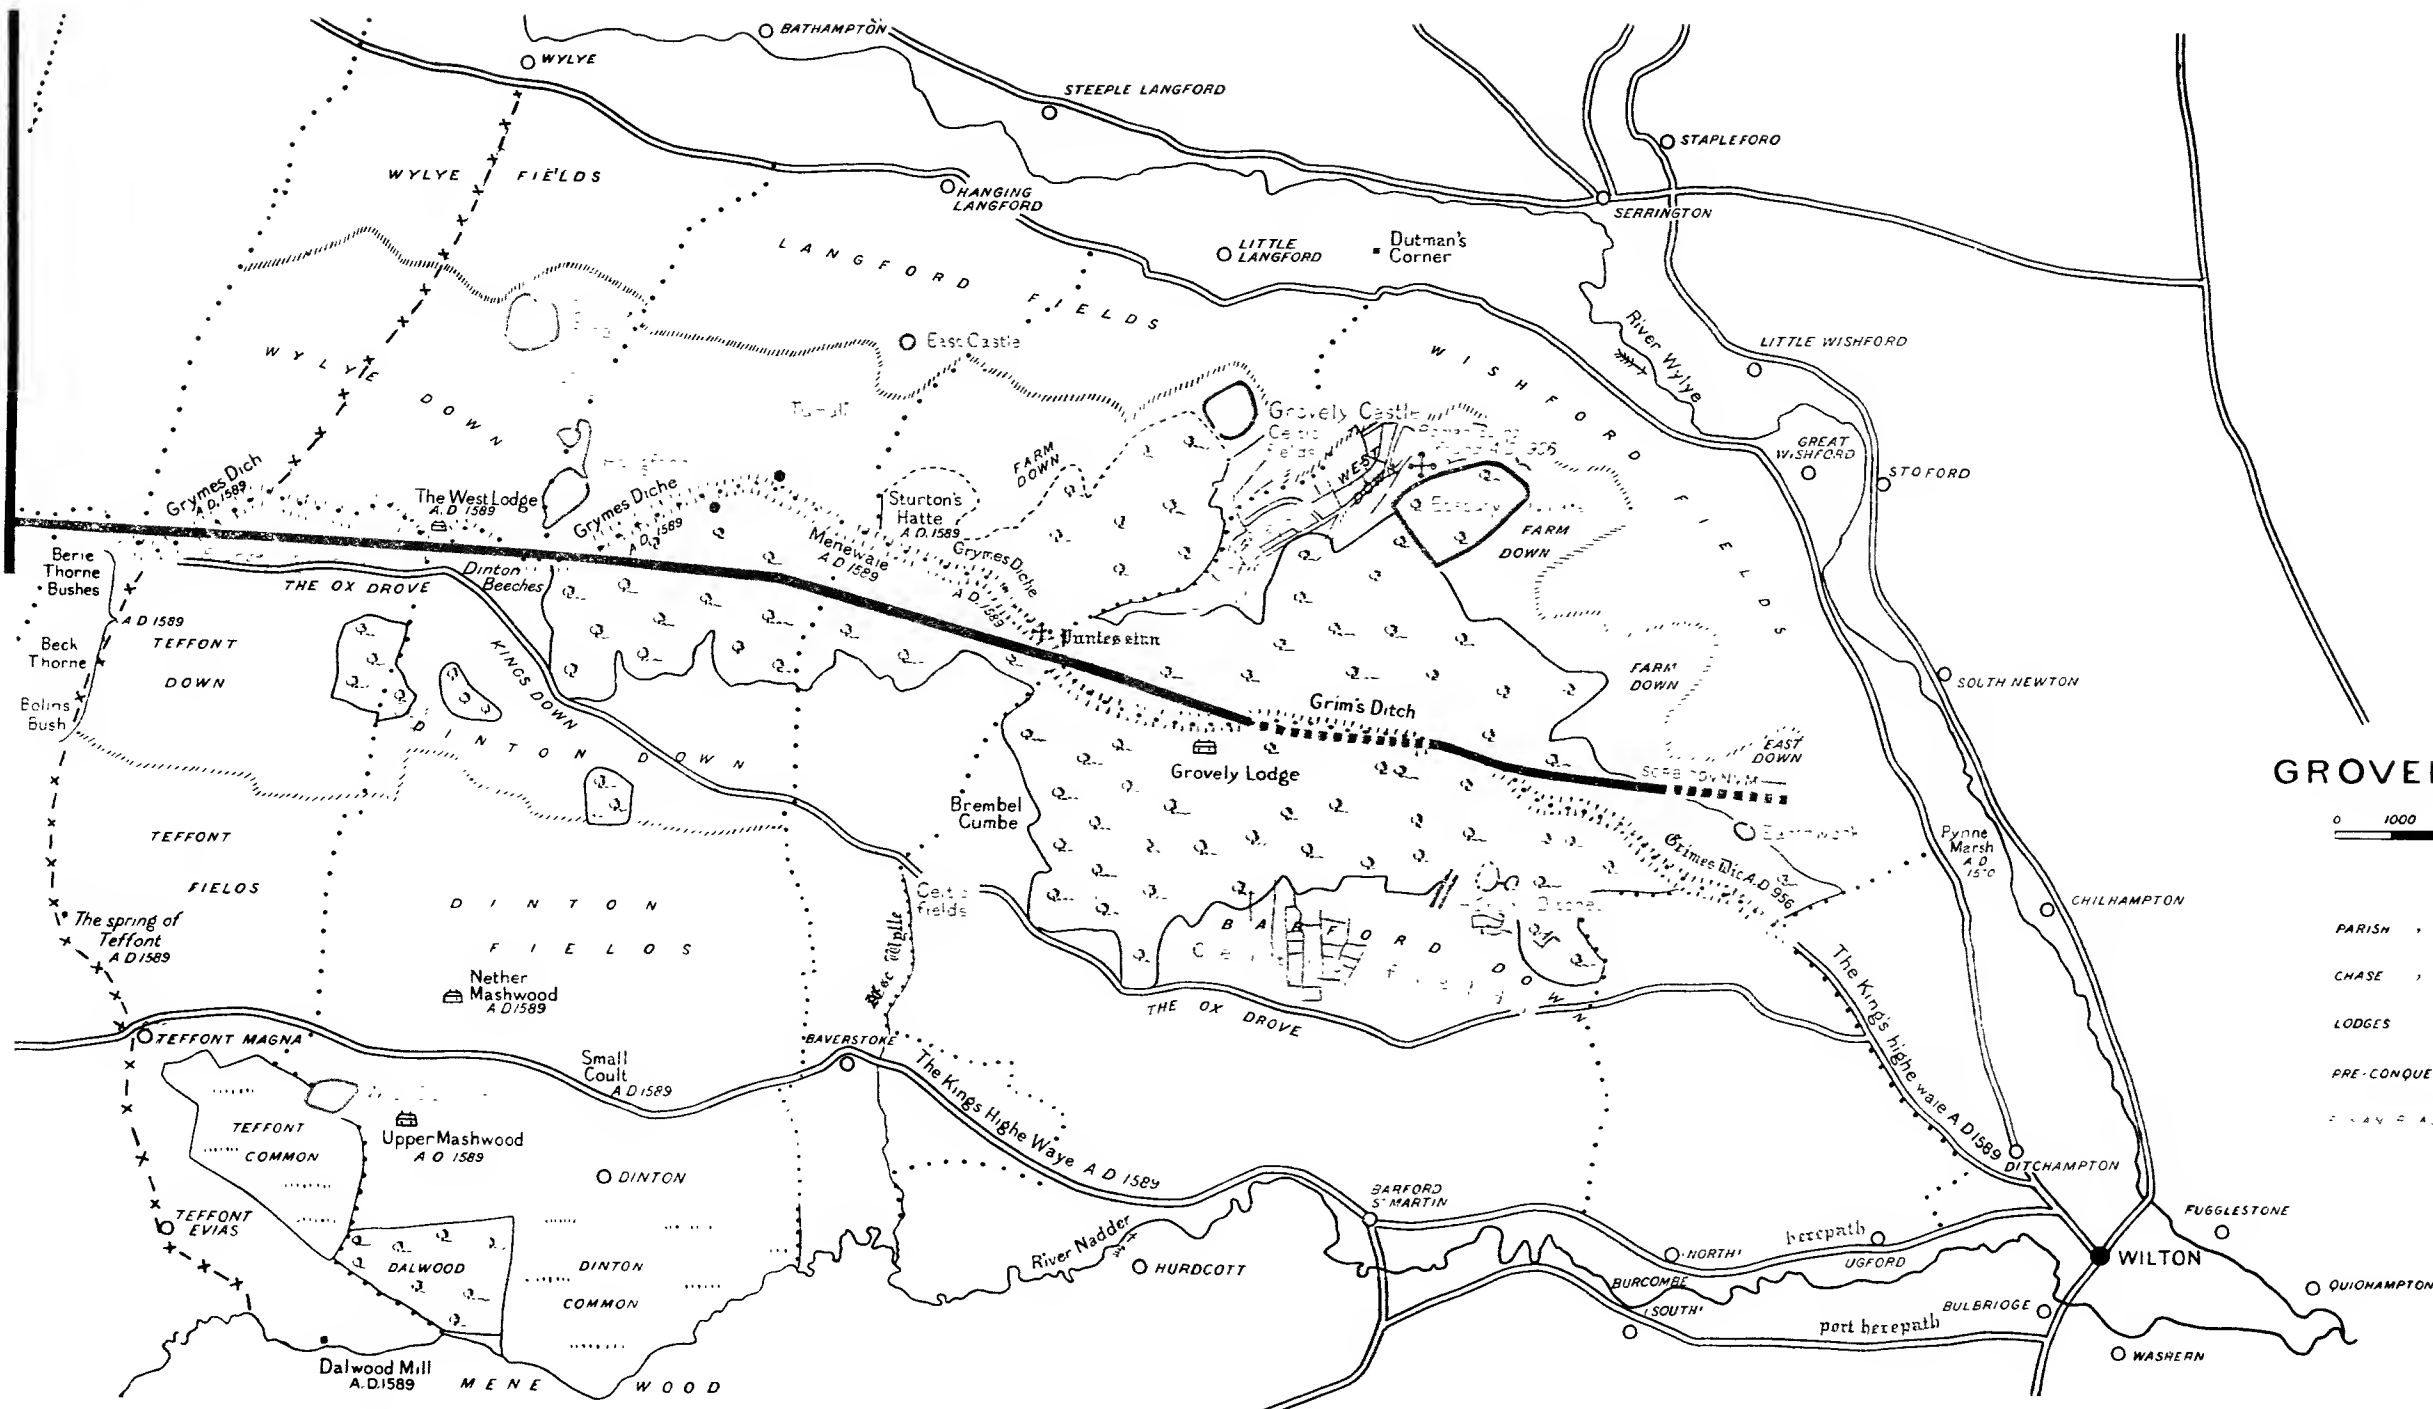 BATHAMPTON
WYLYE
STEEPLE LANGFORD
STAPLEFORD
WYLYE FIELDS
HANGING
LANGFORD
SERRINGTON
LANGFORD FIELDS
LITTLE
LANGFORD
Dutman's
Corner
River Wylye
LITTLE WISHFORD
East Castle
WYLYE DOWN
WISHFORD FIELDS
Grovely Castle
Celtic
Fields
WEST
DOWN
GREAT
WISHFORD
STOFORD
FARM
DOWN
Grymes Dich
A.D. 1589
The West Lodge
A.D 1589
Grymes Diche
A.D. 1589
Sturton's
Hatte
A.D. 1589
Menewaie
A D 1589
Grymes Diche
A D. 1589
FARM
DOWN
Berie
Thorne
Bushes
A D 1589
THE OX DROVE
Dinton
Beeches
Beck
Thorne
TEFFONT
DOWN
KINGS DOWN
FARM
DOWN
SOUTH NEWTON
Bush
DINTON DOWN
Grim's Ditch
Grovely Lodge
EAST
DOWN
GROVE
0 1000
Brembel
Cumbe
Pynne
Marsh
A D
TEFFONT
FIELDS
Grimes Dic A.D 956
Celtic
fields
DINTON
FIELDS
BARFORD DOWN
CHILHAMPTON
The spring of
Teffont
A D 1589
PARISH
CHASE
LODGES
PRE-CONQUE
Nether
Mashwood
A D 1589
THE OX DROVE
The King's highe waie A D 1589
TEFFONT MAGNA
BAVERSTOKE
Small
Coult
A D 1589
The Kings Highe Waye A D 1589
TEFFONT
COMMON
Upper Mashwood
A D 1589
DINTON
DITCHAMPTON
BARFORD
ST MARTIN
TEFFONT
EVIAS
FUGGLESTONE
herepath
NORTH
UGFORD
River Nadder
HURDCOTT
WILTON
DALWOOD
DINTON
COMMON
BURCOMBE
SOUTH
BULBRIDGE
QUIDHAMPTON
port herepath
WASHERN
Dalwood Mill
A.D.1589
MENE WOOD